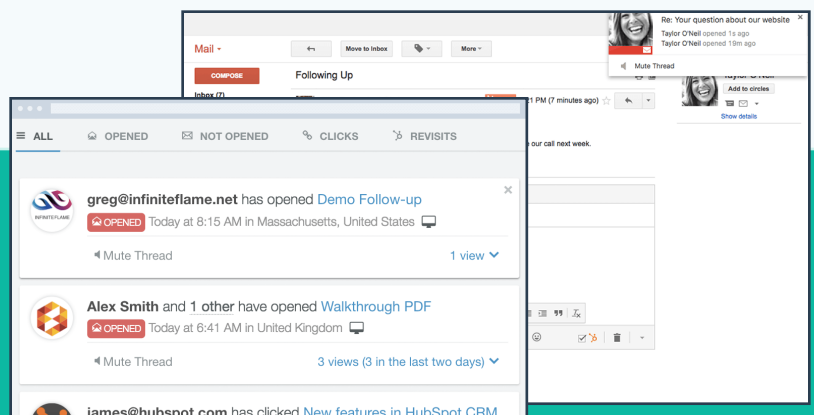 Re: Your question about our website
Taylor O'Neil opened 1s ago
Taylor O'Neil opened 19m ago
Mute Thread
Mail
Move to Inbox
More
COMPOSE
Following Up
Inbox (7)
21 PM (7 minutes ago)
Taylor O'Neil
Add to circles
Show details
our call next week.
ALL OPENED NOT OPENED CLICKS REVISITS
INFINITEFLAME
greg@infiniteflame.net has opened Demo Follow-up
OPENED Today at 8:15 AM in Massachusetts, United States
Mute Thread 1 view
Alex Smith and 1 other have opened Walkthrough PDF
OPENED Today at 6:41 AM in United Kingdom
Mute Thread 3 views (3 in the last two days)
james@hubspot.com has clicked New features in HubSpot CRM